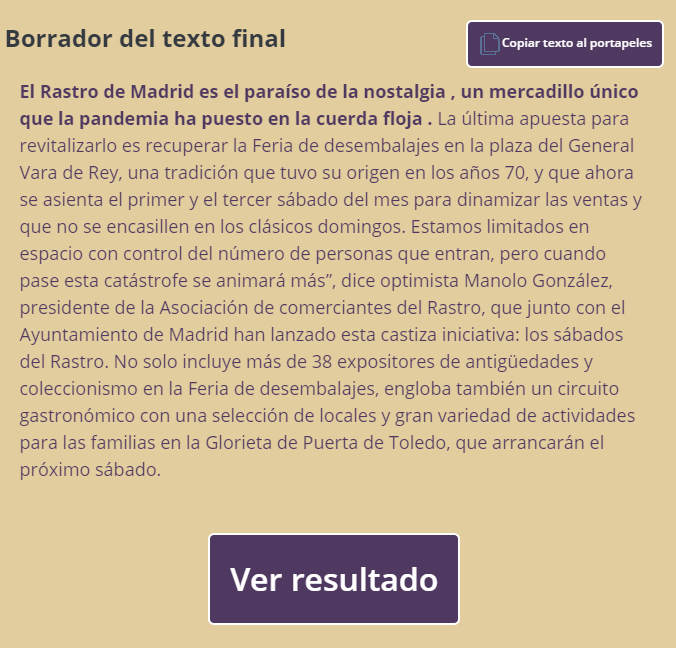 Borrador del texto final
Copiar texto al portapeles
El Rastro de Madrid es el paraíso de la nostalgia , un mercadillo único
que la pandemia ha puesto en la cuerda floja . La última apuesta para
revitalizarlo es recuperar la Feria de desembalajes en la plaza del General
Vara de Rey, una tradición que tuvo su origen en los años 70, y que ahora
se asienta el primer y el tercer sábado del mes para dinamizar las ventas y
que no se encasillen en los clásicos domingos. Estamos limitados en
espacio con control del número de personas que entran, pero cuando
pase esta catástrofe se animará más”, dice optimista Manolo González,
presidente de la Asociación de comerciantes del Rastro, que junto con el
Ayuntamiento de Madrid han lanzado esta castiza iniciativa: los sábados
del Rastro. No solo incluye más de 38 expositores de antigüedades y
coleccionismo en la Feria de desembalajes, engloba también un circuito
gastronómico con una selección de locales y gran variedad de actividades
para las familias en la Glorieta de Puerta de Toledo, que arrancarán el
próximo sábado.
Ver resultado